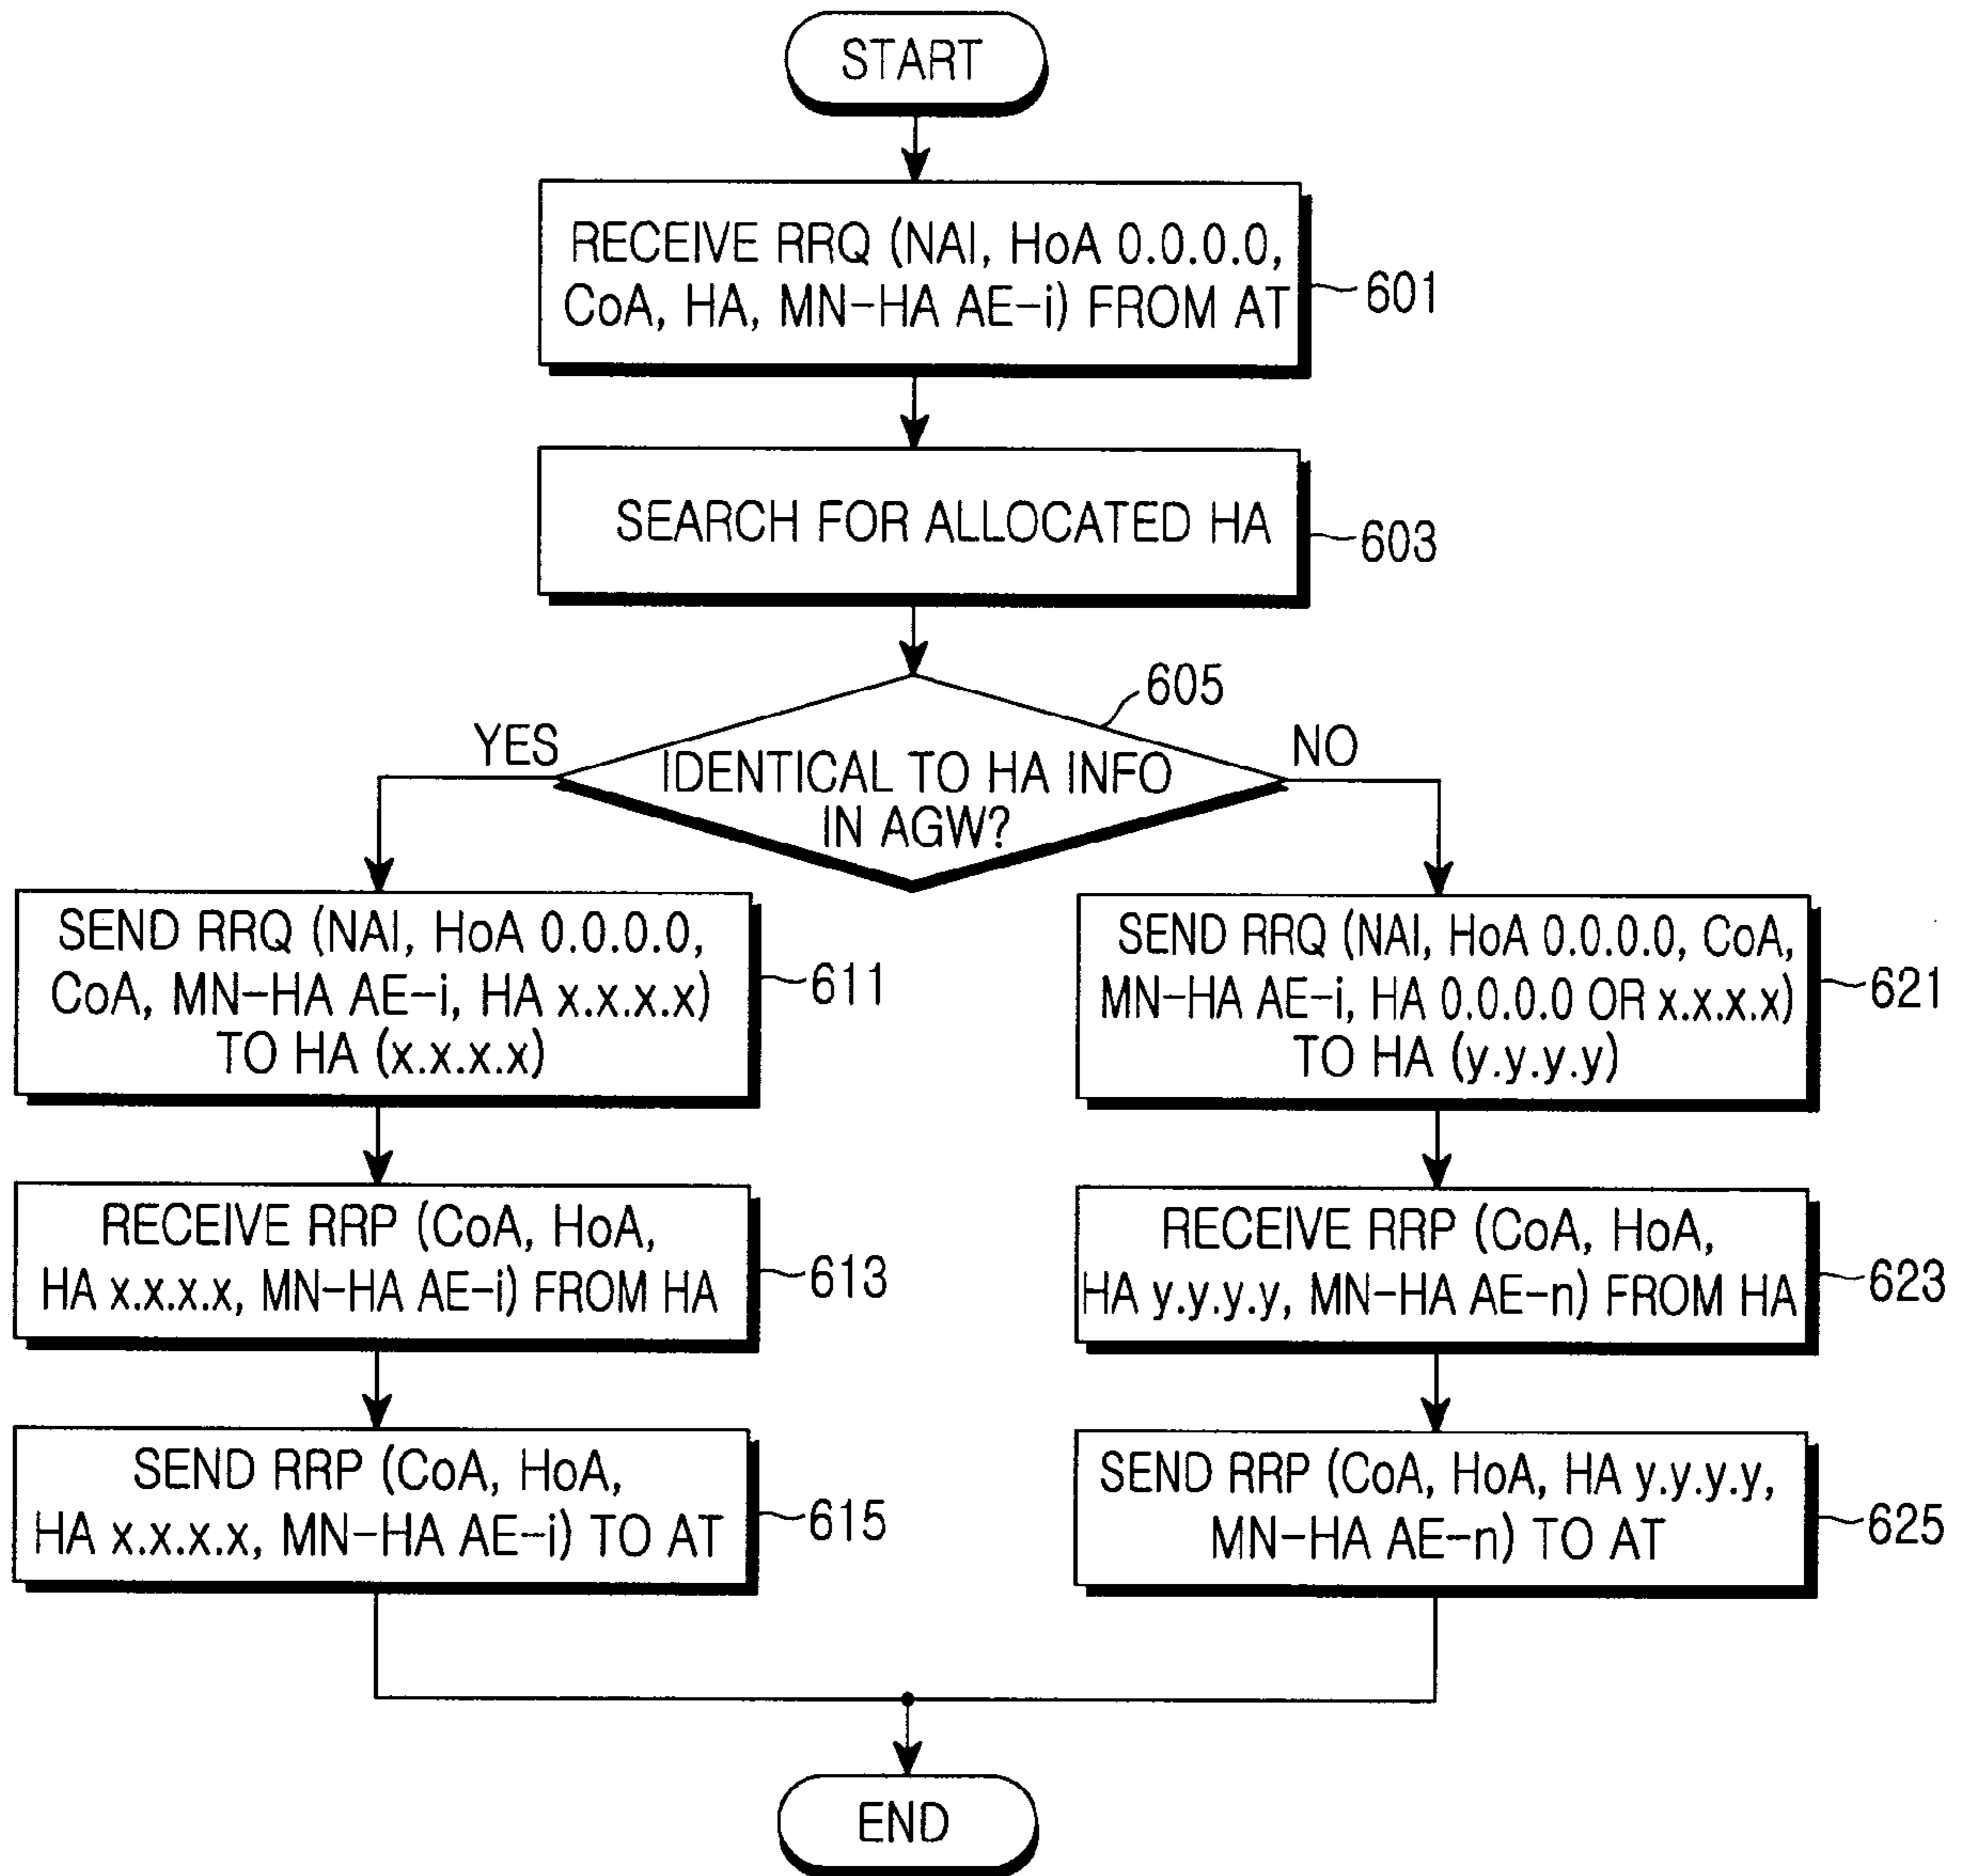 START
RECEIVE RRQ (NAI, HoA 0.0.0.0,
CoA, HA, MN-HA AE-i) FROM AT
601
SEARCH FOR ALLOCATED HA
603
605
YES
NO
IDENTICAL TO HA INFO
IN AGW?
SEND RRQ (NAI, HoA 0.0.0.0,
CoA, MN-HA AE-i, HA x.x.x.x)
TO HA (x.x.x.x)
611
SEND RRQ (NAI, HoA 0.0.0.0, CoA,
MN-HA AE-i, HA 0.0.0.0 OR x.x.x.x)
TO HA (y.y.y.y)
621
RECEIVE RRP (CoA, HoA,
HA x.x.x.x, MN-HA AE-i) FROM HA
613
RECEIVE RRP (CoA, HoA,
HA y.y.y.y, MN-HA AE-n) FROM HA
623
SEND RRP (CoA, HoA,
HA x.x.x.x, MN-HA AE-i) TO AT
615
SEND RRP (CoA, HoA, HA y.y.y.y,
MN-HA AE-n) TO AT
625
END